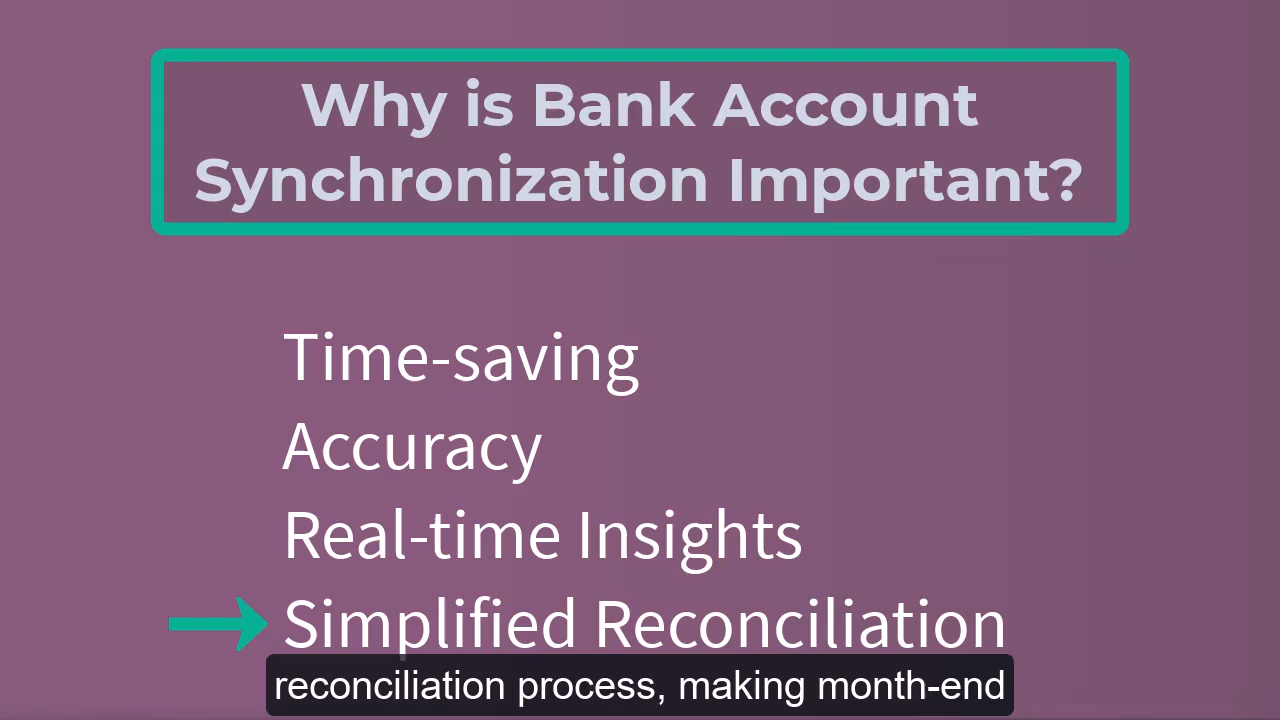 Why is Bank Account
Synchronization Important?
Time-saving
Accuracy
Real-time Insights
Simplified Reconciliation
reconciliation process, making month-end